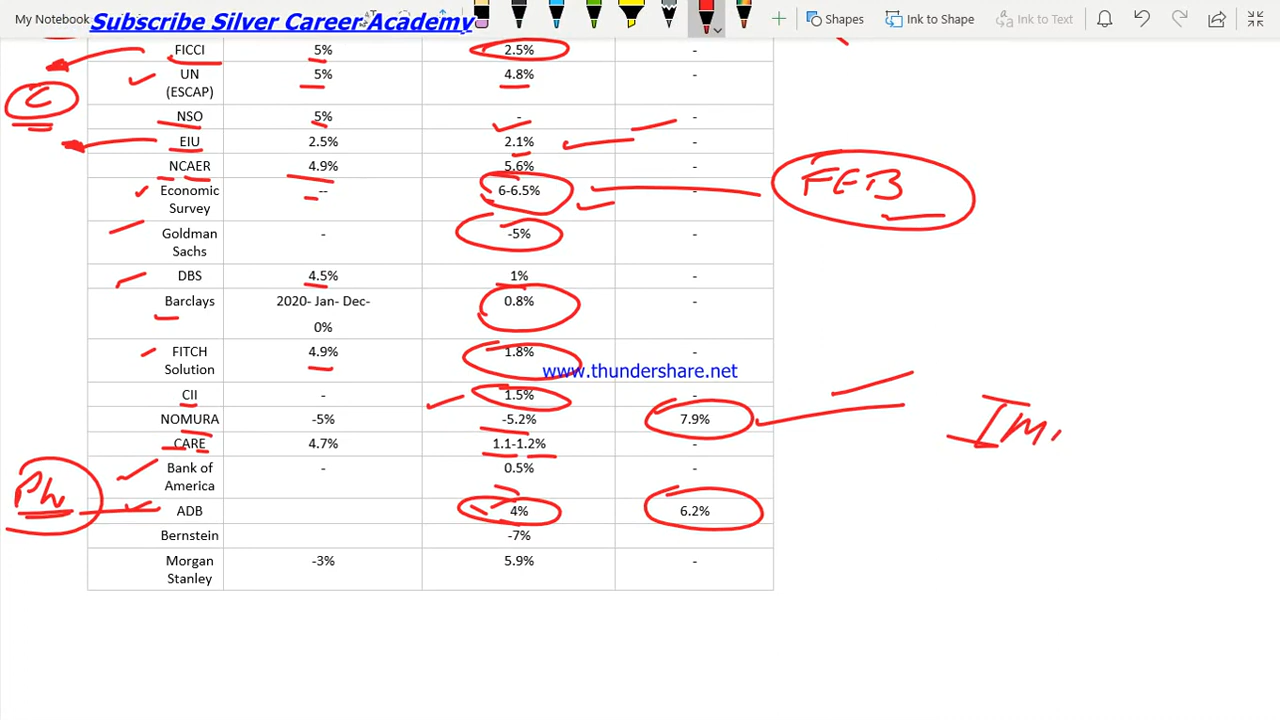 My Notebook
Subscribe Silver Career Academy
Shapes
Ink to Shape
Ink to Text
FICCI 5% 2.5% -
UN 5% 4.8% -
(ESCAP)
C
NSO 5% - -
EIU 2.5% 2.1% -
NCAER 4.9% 5.6% -
Economic -- 6-6.5% -
Survey
FEB
Goldman - -5% -
Sachs
DBS 4.5% 1% -
Barclays 2020- Jan- Dec- 0.8% -
0%
FITCH 4.9% 1.8% -
Solution
www.thundershare.net
CII - 1.5% -
NOMURA -5% -5.2% 7.9%
IM
CARE 4.7% 1.1-1.2% -
Bank of - 0.5% -
America
Ph
ADB 4% 6.2%
Bernstein -7%
Morgan -3% 5.9% -
Stanley